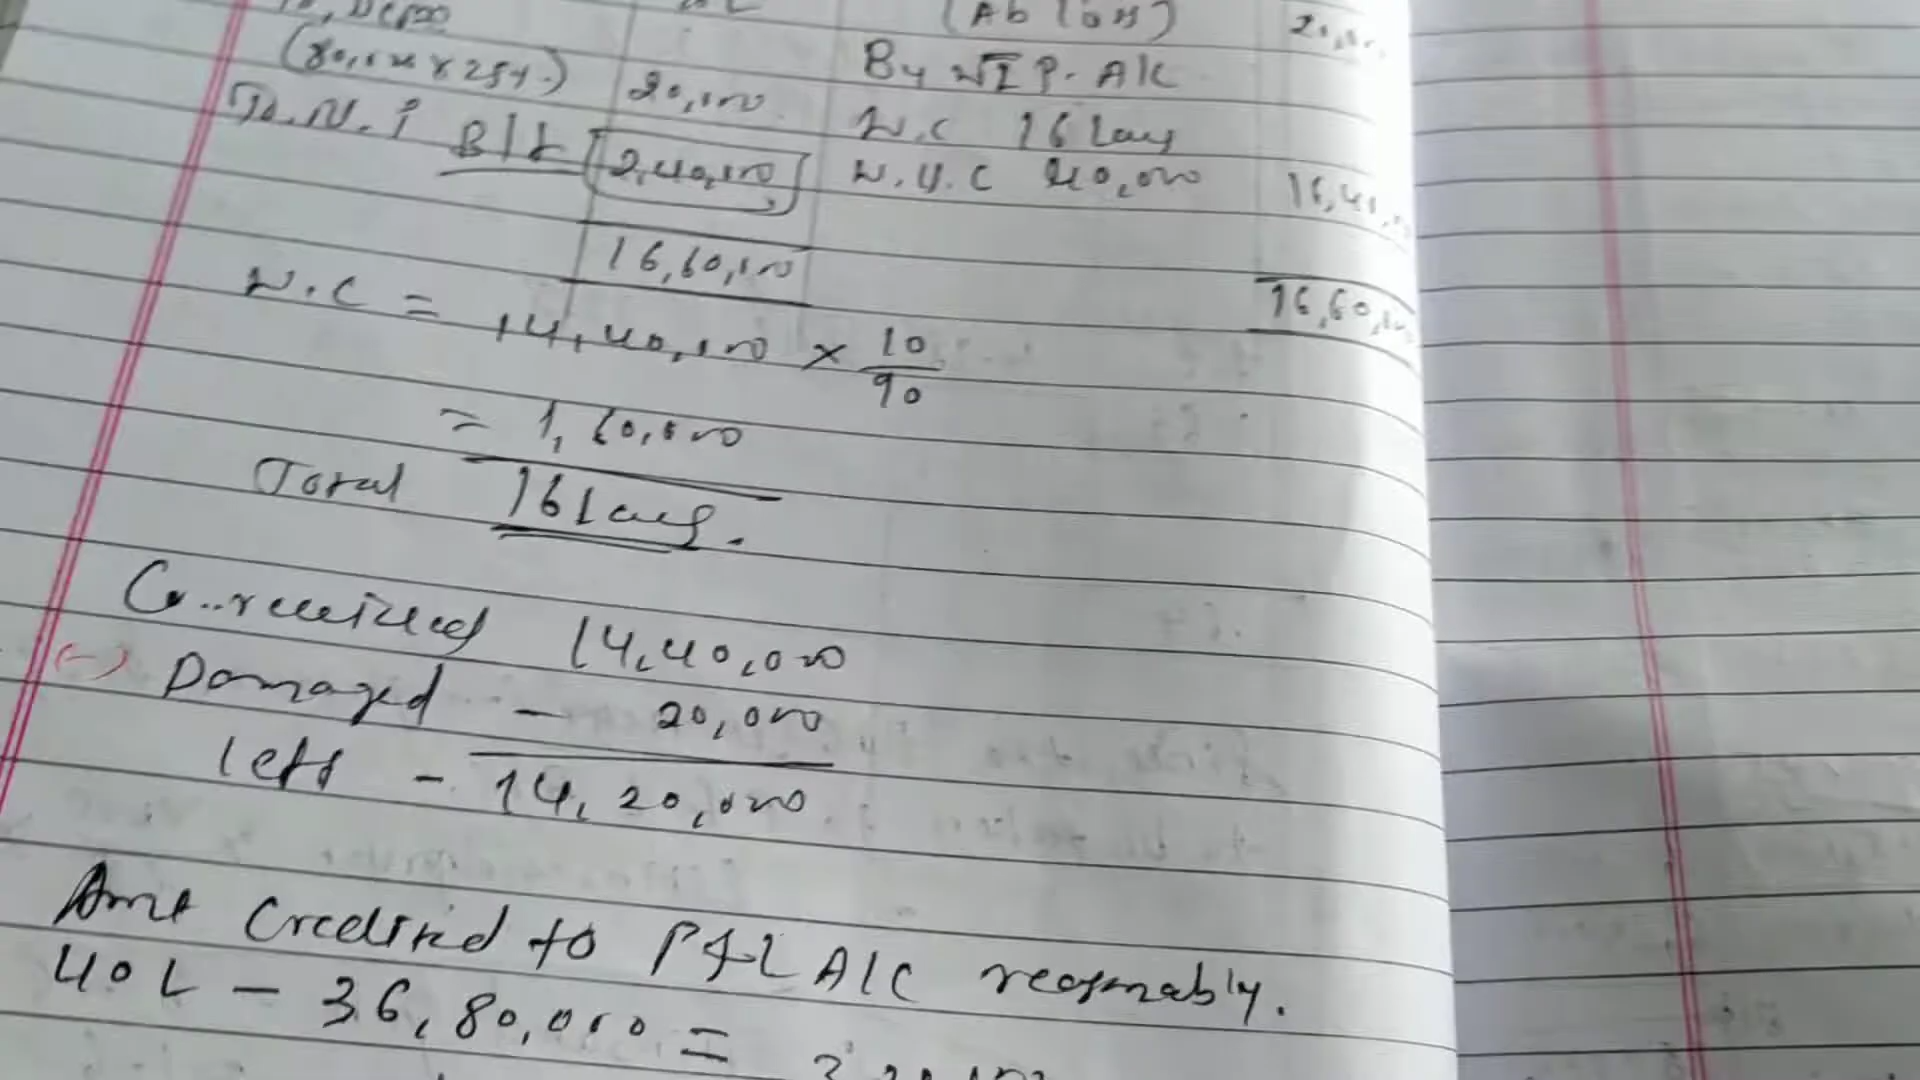 (Ab loss)
(80,000 x 25%) 20,000 By W.I.P. A/C
To. N. P W.C 16 Lacs
B/f 2,40,000 W.U.C 40,000
16,60,000 16,60,000
W.C = 14,40,000 x 10/90
= 1,60,000
Total 16 Lacs.
received 14,40,000
(-) Damaged - 20,000
left - 14,20,000
Amt Credited to P&L A/C reasonably.
40L - 36,80,000 =